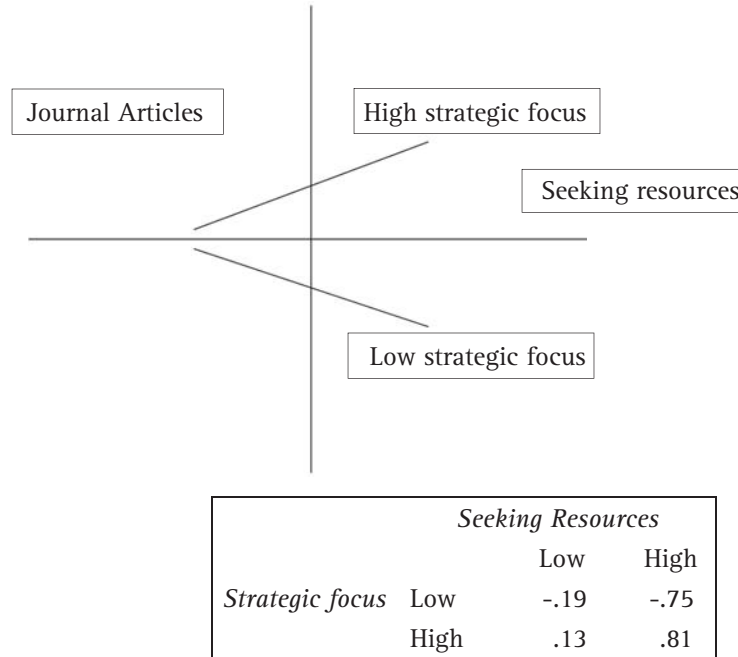 Journal Articles
High strategic focus
Seeking resources
Low strategic focus
Seeking Resources
Low High
Strategic focus Low -.19 -.75
High .13 .81